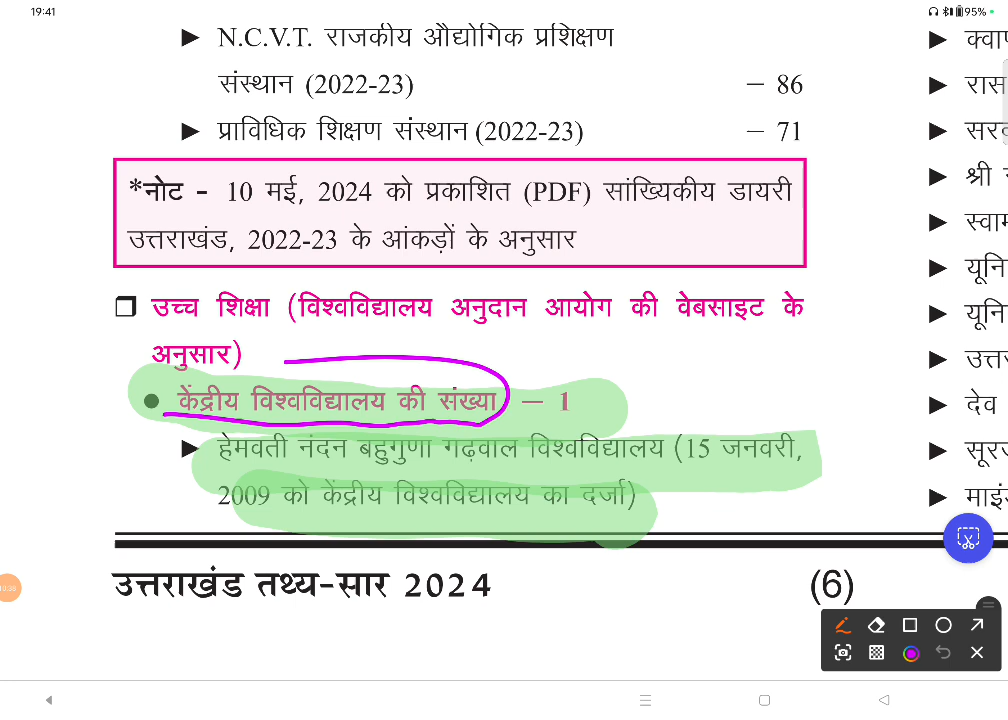 19:41
95%
► N.C.V.T. राजकीय औद्योगिक प्रशिक्षण
संस्थान (2022-23) – 86
► प्राविधिक शिक्षण संस्थान (2022-23) – 71
*नोट - 10 मई, 2024 को प्रकाशित (PDF) सांख्यिकीय डायरी
उत्तराखंड, 2022-23 के आंकड़ों के अनुसार
❐ उच्च शिक्षा (विश्वविद्यालय अनुदान आयोग की वेबसाइट के
अनुसार)
● केंद्रीय विश्वविद्यालय की संख्या – 1
► हेमवती नंदन बहुगुणा गढ़वाल विश्वविद्यालय (15 जनवरी,
2009 को केंद्रीय विश्वविद्यालय का दर्जा)
उत्तराखंड तथ्य-सार 2024 (6)
► रास
► श्री
► यूनि
► यूनि
► देव